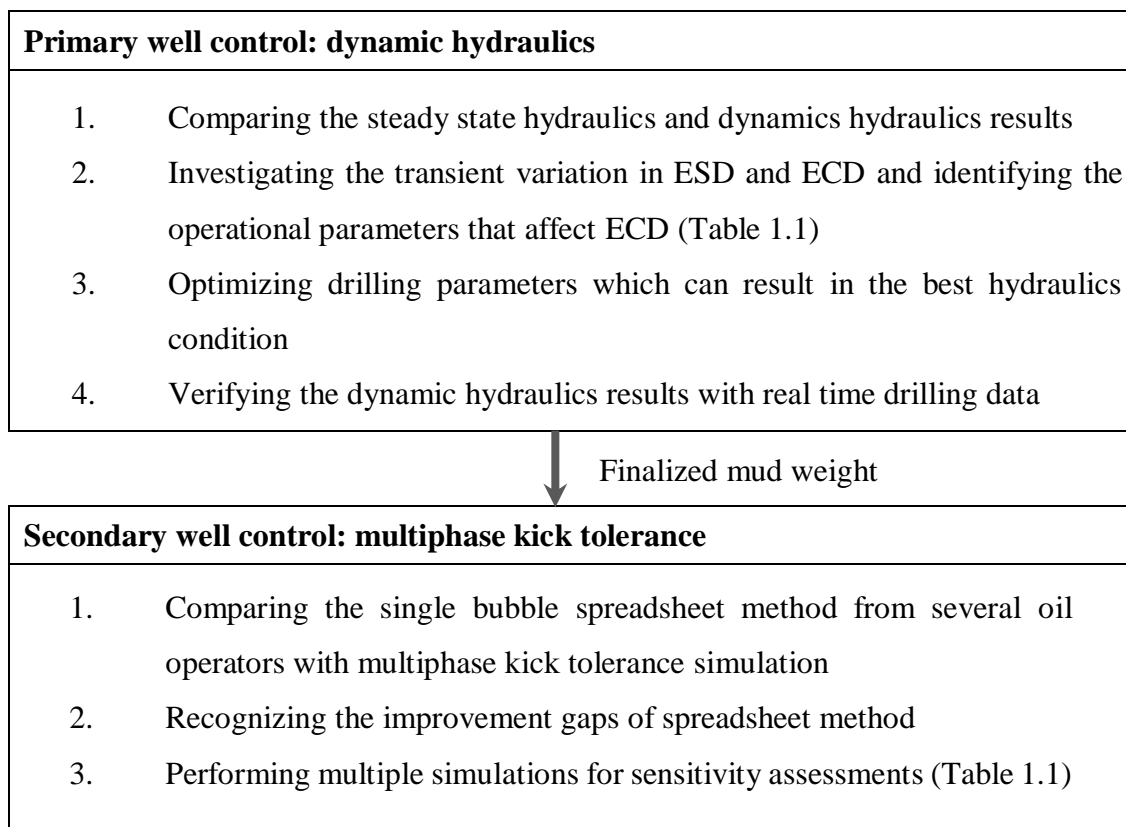 Primary well control: dynamic hydraulics
1. Comparing the steady state hydraulics and dynamics hydraulics results
2. Investigating the transient variation in ESD and ECD and identifying the
operational parameters that affect ECD (Table 1.1)
3. Optimizing drilling parameters which can result in the best hydraulics
condition
4. Verifying the dynamic hydraulics results with real time drilling data
Finalized mud weight
Secondary well control: multiphase kick tolerance
1. Comparing the single bubble spreadsheet method from several oil
operators with multiphase kick tolerance simulation
2. Recognizing the improvement gaps of spreadsheet method
3. Performing multiple simulations for sensitivity assessments (Table 1.1)